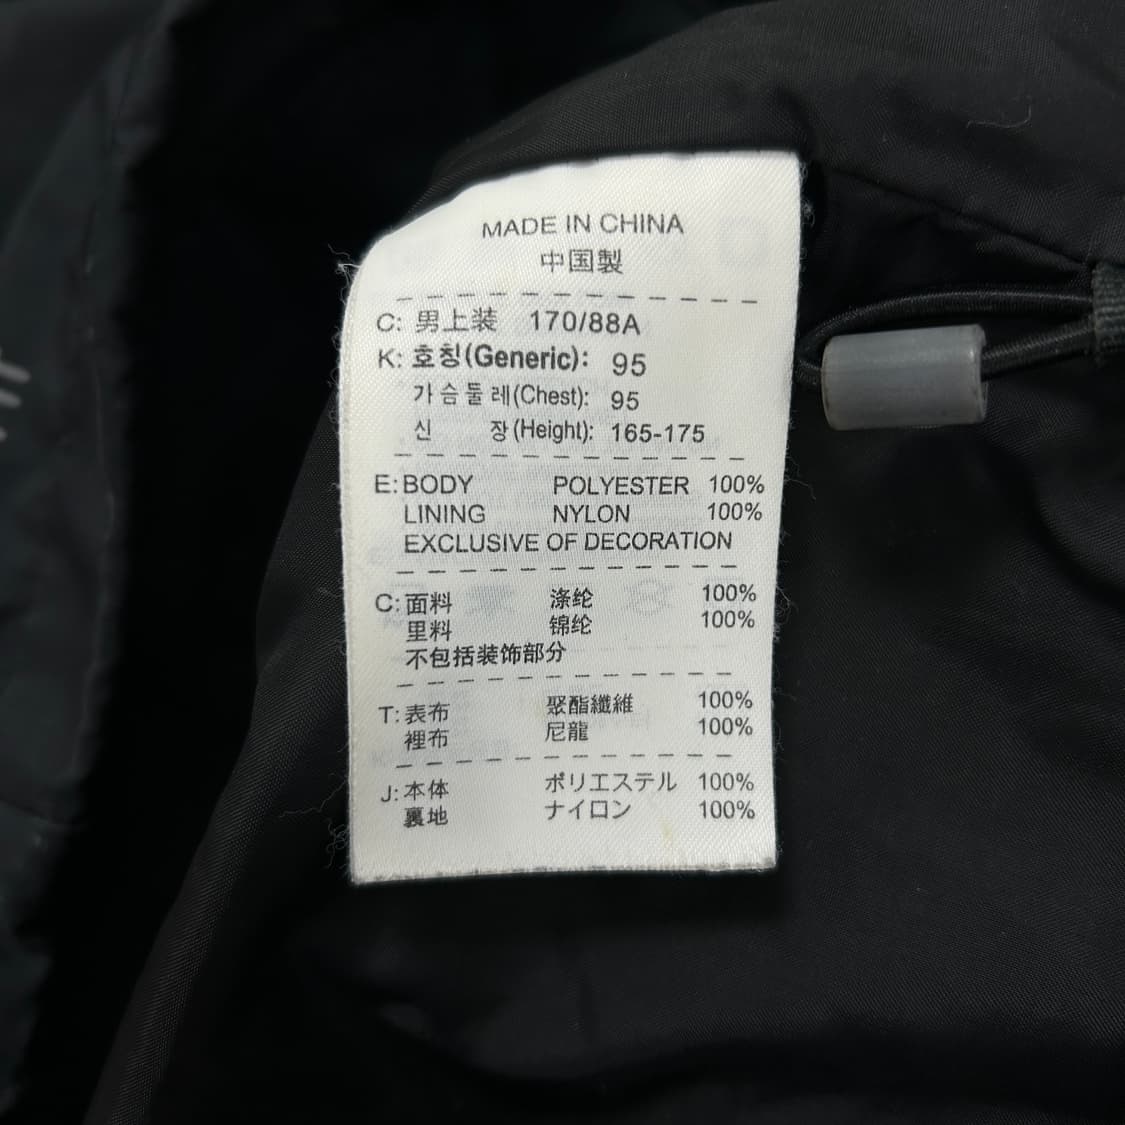 MADE IN CHINA
中国製
C: 男上装 170/88A
K: 호칭(Generic): 95
가슴둘레(Chest): 95
신 장(Height): 165-175
E: BODY POLYESTER 100%
LINING NYLON 100%
EXCLUSIVE OF DECORATION
C: 面料 涤纶 100%
里料 锦纶 100%
不包括装饰部分
T: 表布 聚酯纖維 100%
裡布 尼龍 100%
J: 本体 ポリエステル 100%
裏地 ナイロン 100%